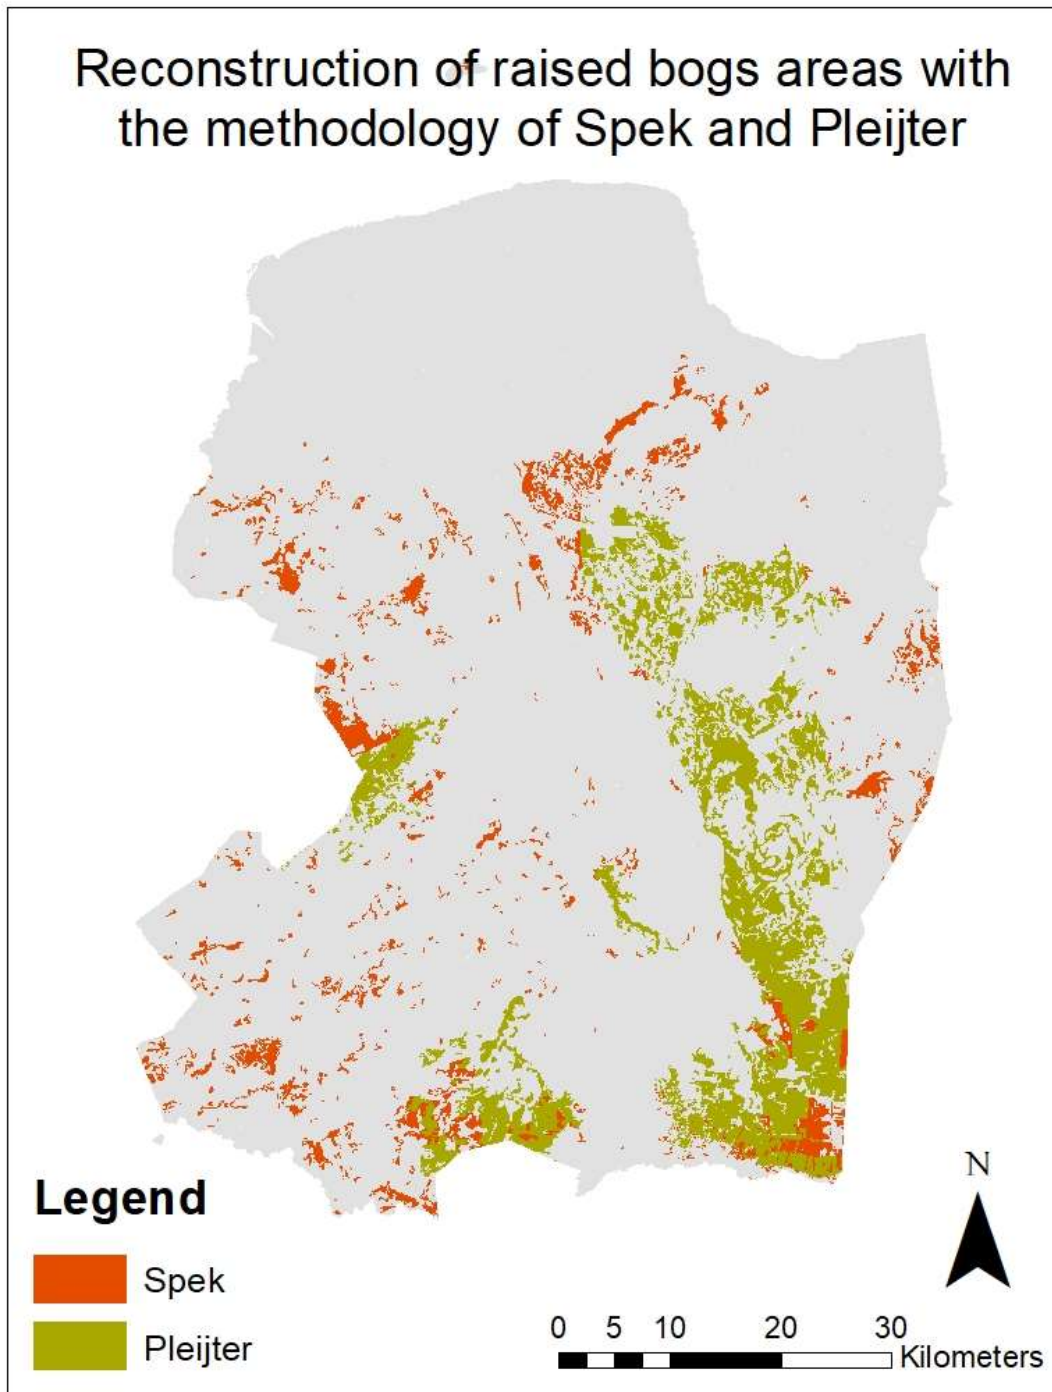 Reconstruction of raised bogs areas with
the methodology of Spek and Pleijter
N
Legend
Spek
Pleijter
0 5 10 20 30
Kilometers